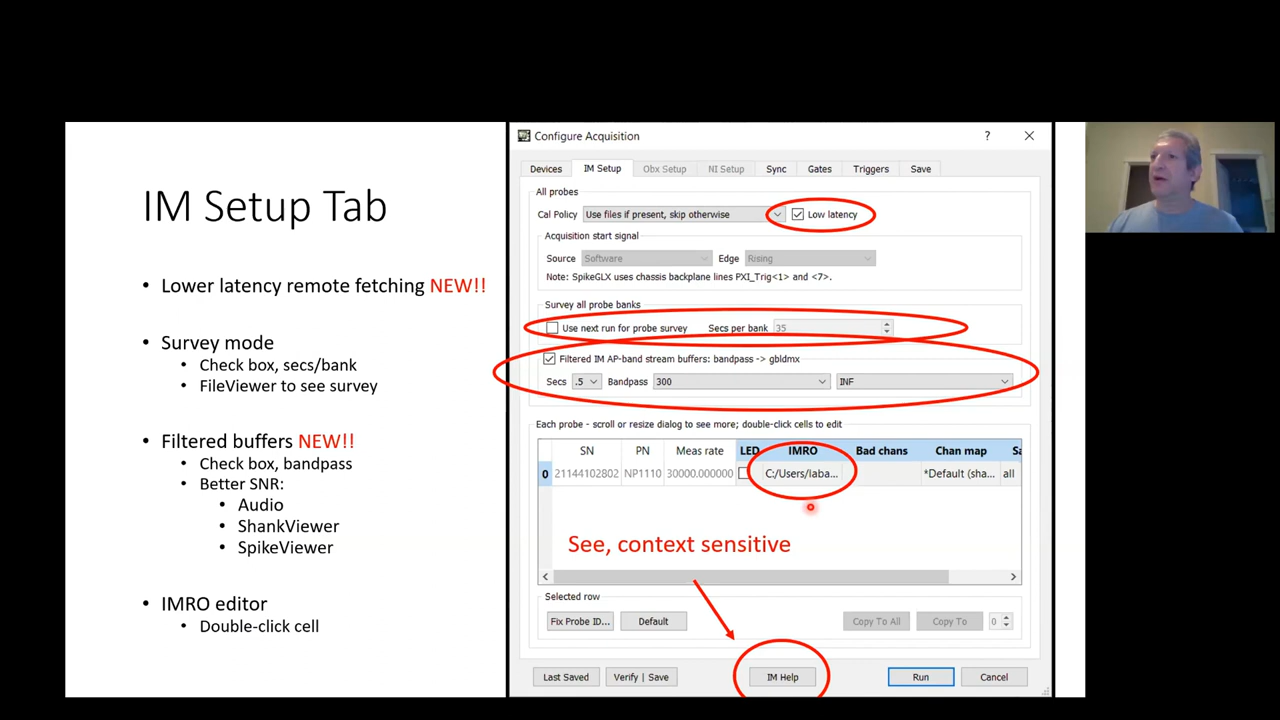 IM Setup Tab
• Lower latency remote fetching NEW!!
• Survey mode
• Check box, secs/bank
• FileViewer to see survey
• Filtered buffers NEW!!
• Check box, bandpass
• Better SNR:
• Audio
• ShankViewer
• SpikeViewer
• IMRO editor
• Double-click cell
Configure Acquisition ?
Devices IM Setup Obx Setup NI Setup Sync Gates Triggers Save
All probes
Cal Policy Use files if present, skip otherwise Low latency
Acquisition start signal
Source Software Edge Rising
Note: SpikeGLX uses chassis backplane lines PXI_Trig<1> and <7>.
Survey all probe banks
Use next run for probe survey Secs per bank 35
Filtered IM AP-band stream buffers: bandpass -> gbldmx
Secs .5 Bandpass 300 INF
Each probe - scroll or resize dialog to see more; double-click cells to edit
SN PN Meas rate LED IMRO Bad chans Chan map Sa
0 21144102802 NP1110 30000.000000 C:/Users/laba... *Default (sha... all
See, context sensitive
Selected row
Fix Probe ID... Default Copy To All Copy To 0
Last Saved Verify | Save IM Help Run Cancel